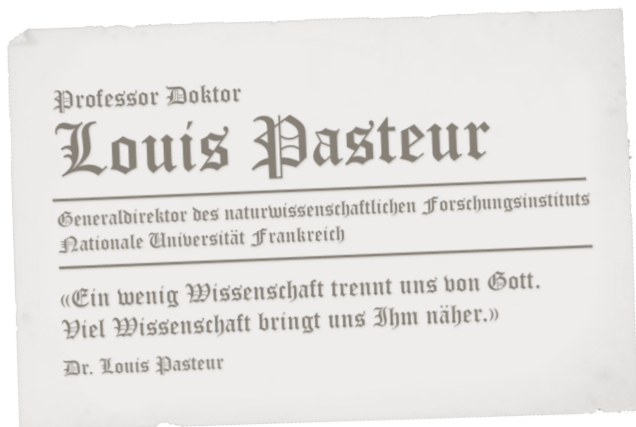 Professor Doktor
Louis Pasteur
Generaldirektor des naturwissenschaftlichen Forschungsinstituts
Nationale Universität Frankreich
«Ein wenig Wissenschaft trennt uns von Gott.
Viel Wissenschaft bringt uns Ihm näher.»
Dr. Louis Pasteur